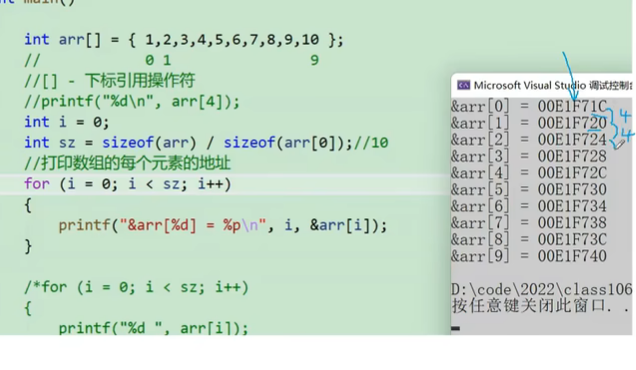 int main()
int arr[] = { 1,2,3,4,5,6,7,8,9,10 };
// 0 1 9
//[] - 下标引用操作符
//printf("%d\n", arr[4]);
int i = 0;
int sz = sizeof(arr) / sizeof(arr[0]);//10
//打印数组的每个元素的地址
for (i = 0; i < sz; i++)
{
printf("&arr[%d] = %p\n", i, &arr[i]);
}
/*for (i = 0; i < sz; i++)
{
printf("%d ", arr[i]);
Microsoft Visual Studio 调试控制台
&arr[0] = 00E1F71C
&arr[1] = 00E1F720
&arr[2] = 00E1F724
&arr[3] = 00E1F728
&arr[4] = 00E1F72C
&arr[5] = 00E1F730
&arr[6] = 00E1F734
&arr[7] = 00E1F738
&arr[8] = 00E1F73C
&arr[9] = 00E1F740
4
4
D:\code\2022\class106
按任意键关闭此窗口. . .